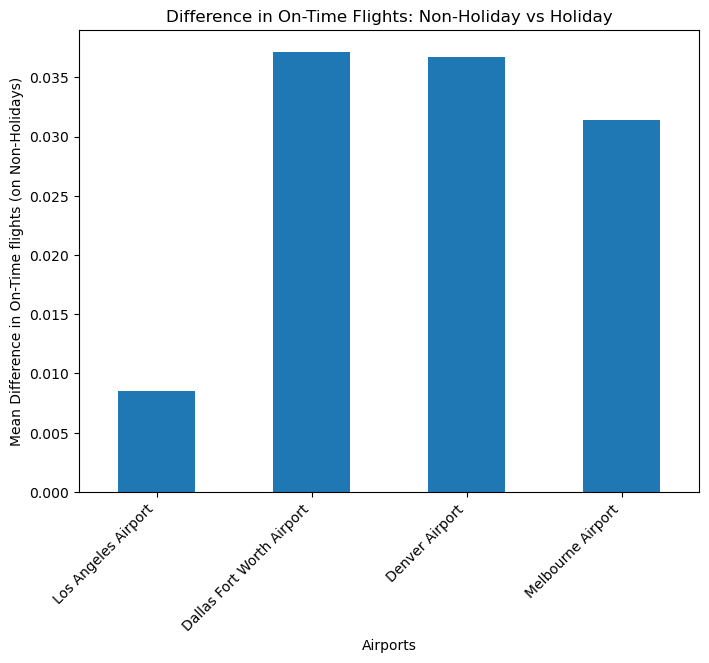 Difference in On-Time Flights: Non-Holiday vs Holiday
Mean Difference in On-Time flights (on Non-Holidays)
0.035
0.030
0.025
0.020
0.015
0.010
0.005
0.000
Los Angeles Airport
Dallas Fort Worth Airport
Denver Airport
Melbourne Airport
Airports